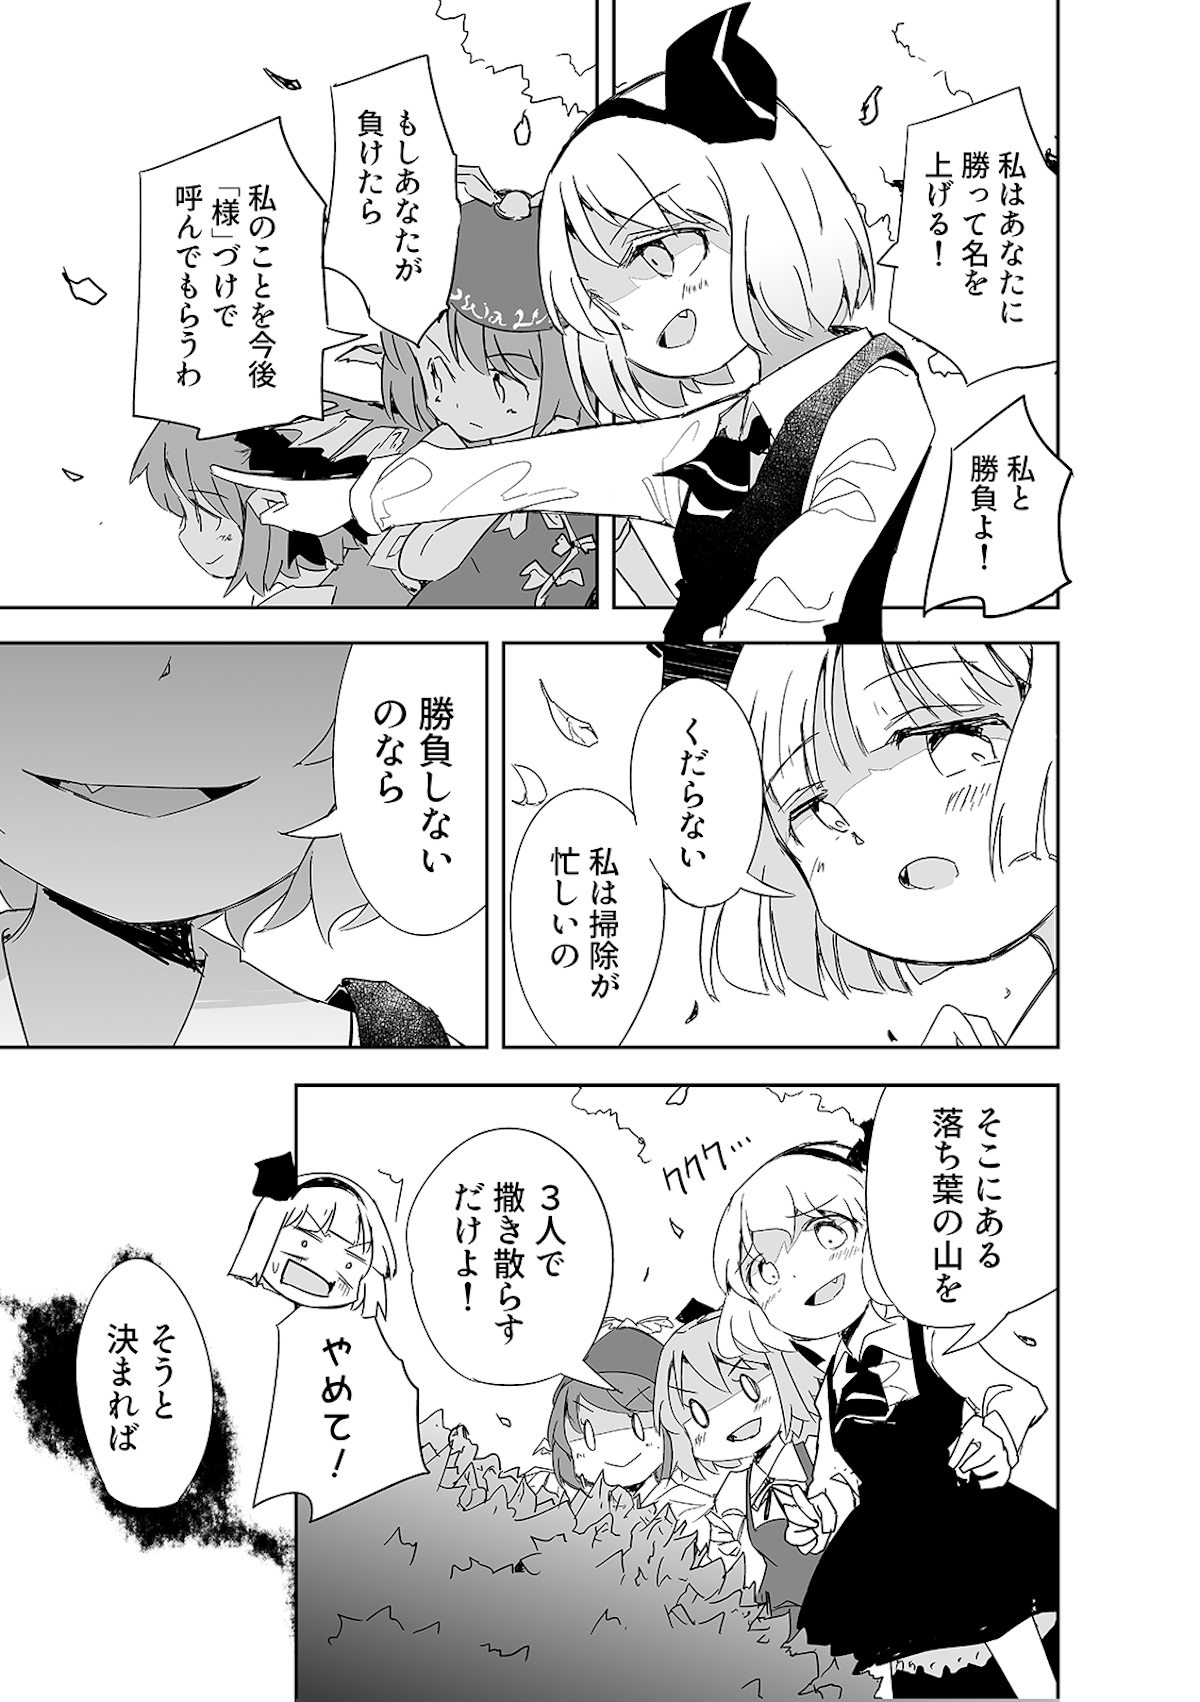 私はあなたに
勝って名を
上げる！
私と
勝負よ！
もしあなたが
負けたら
私のことを今後
「様」づけで
呼んでもらうわ
くだらない
私は掃除が
忙しいの
勝負しない
のなら
そこにある
落ち葉の山を
ククク…
３人で
撒き散らす
だけよ！
やめて！
そうと
決まれば